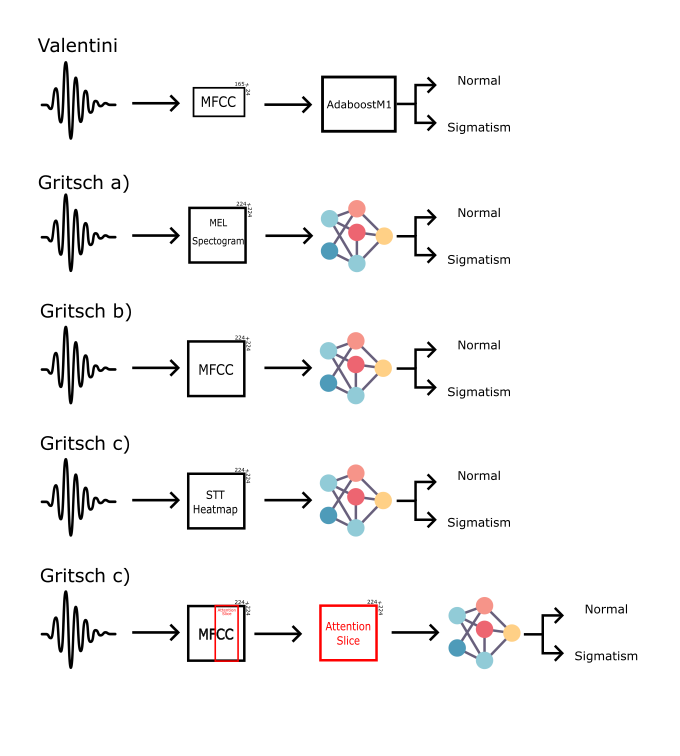 Valentini
165+
24
MFCC
AdaboostM1
Normal
Sigmatism
Gritsch a)
224+
224
MEL
Spectogram
Normal
Sigmatism
Gritsch b)
224+
224
MFCC
Normal
Sigmatism
Gritsch c)
224+
224
STT
Heatmap
Normal
Sigmatism
Gritsch c)
224+
224
Attention
Slice
MFCC
224+
224
Attention
Slice
Normal
Sigmatism